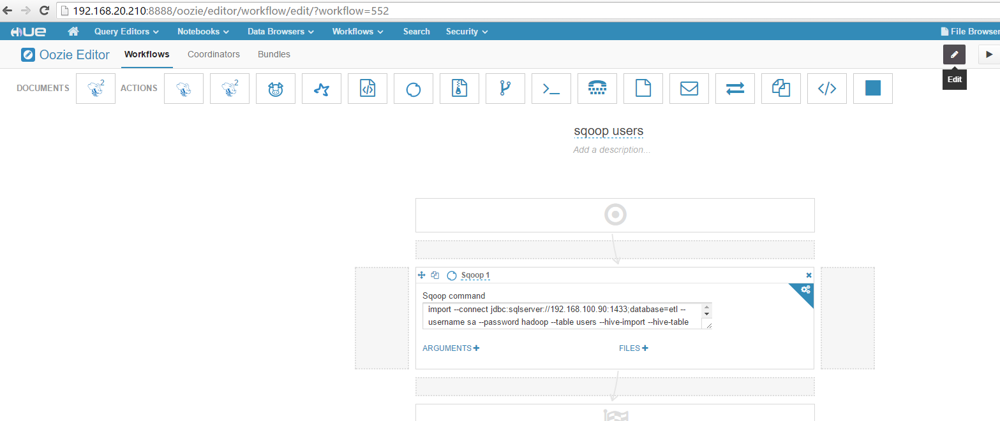 192.168.20.210:8888/oozie/editor/workflow/edit/?workflow=552
HUE Query Editors Notebooks Data Browsers Workflows Search Security File Browser
Oozie Editor Workflows Coordinators Bundles
Edit
DOCUMENTS 2 ACTIONS 2
sqoop users
Add a description...
Sqoop 1
Sqoop command
import --connect jdbc:sqlserver://192.168.100.90:1433;database=etl --
username sa --password hadoop --table users --hive-import --hive-table
ARGUMENTS FILES